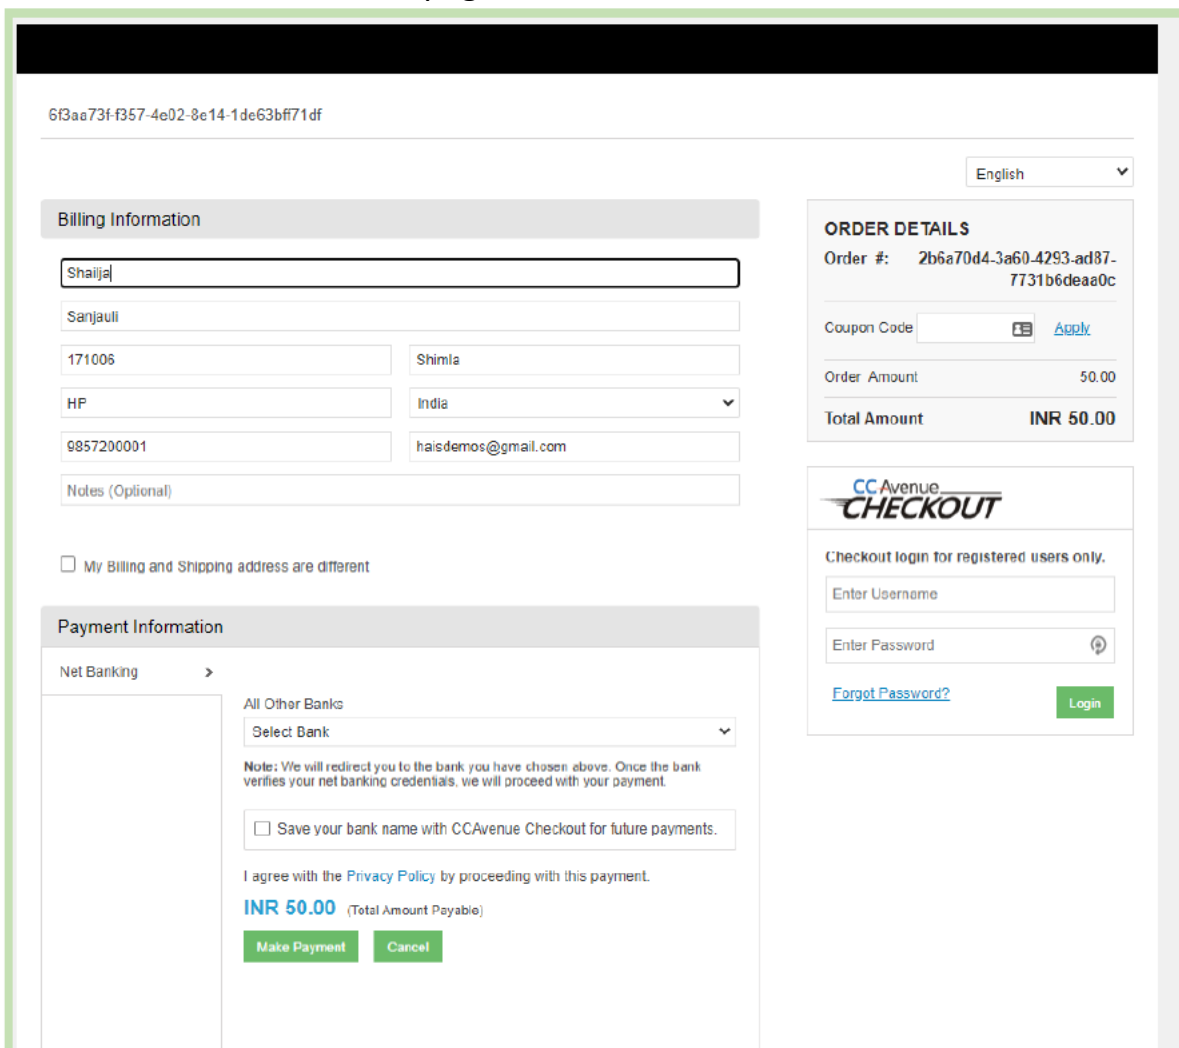 6f3aa73f-f357-4e02-8e14-1de63bff71df
English
Billing Information
Shailja
Sanjauli
171006 Shimla
HP India
9857200001 haisdemos@gmail.com
Notes (Optional)
My Billing and Shipping address are different
Payment Information
Net Banking
All Other Banks
Select Bank
Note: We will redirect you to the bank you have chosen above. Once the bank
verifies your net banking credentials, we will proceed with your payment.
Save your bank name with CCAvenue Checkout for future payments.
I agree with the Privacy Policy by proceeding with this payment.
INR 50.00 (Total Amount Payable)
Make Payment Cancel
ORDER DETAILS
Order #: 2b6a70d4-3a60-4293-ad87-
7731b6deaa0c
Coupon Code Apply
Order Amount 50.00
Total Amount INR 50.00
CCAvenue
CHECKOUT
Checkout login for registered users only.
Enter Username
Enter Password
Forgot Password?
Login